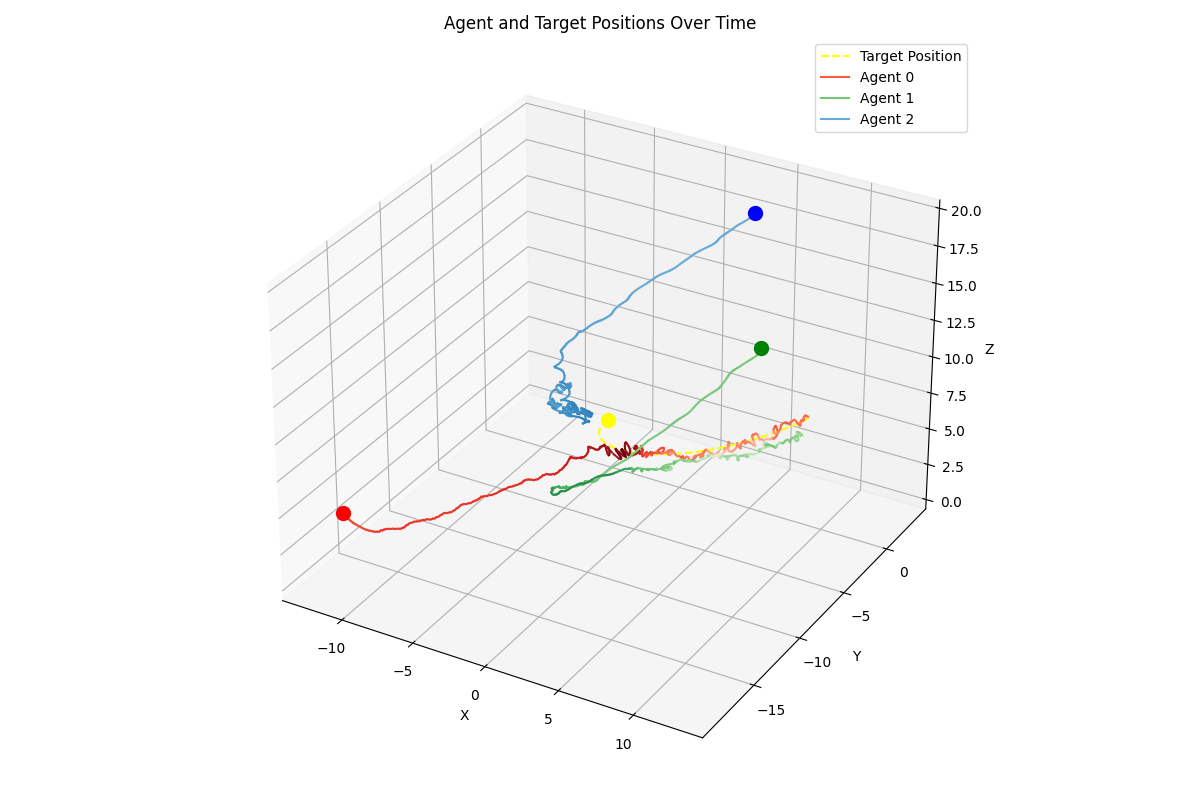 Agent and Target Positions Over Time
Target Position
Agent 0
Agent 1
Agent 2
20.0
17.5
15.0
12.5
10.0
7.5
5.0
2.5
0.0
Z
0
−5
−10
−15
Y
−10
−5
0
5
10
X